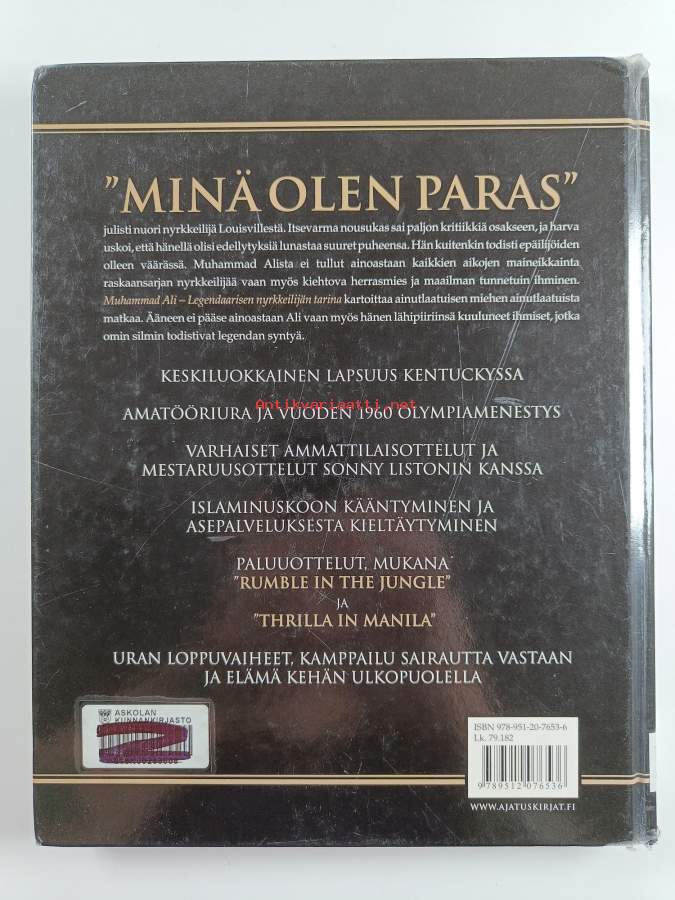 ”MINÄ OLEN PARAS”
julisti nuori nyrkkeilijä Louisvillestä. Itsevarma nousukas sai paljon kritiikkiä osakseen, ja harva
uskoi, että hänellä olisi edellytyksiä lunastaa suuret puheensa. Hän kuitenkin todisti epäilijöiden
olleen väärässä. Muhammad Alista ei tullut ainoastaan kaikkien aikojen maineikkainta
raskaansarjan nyrkkeilijää vaan myös kiehtova herrasmies ja maailman tunnetuin ihminen.
Muhammad Ali – Legendaarisen nyrkkeilijän tarina kartoittaa ainutlaatuisen miehen ainutlaatuista
matkaa. Ääneen ei pääse ainoastaan Ali vaan myös hänen lähipiiriinsä kuuluneet ihmiset, jotka
omin silmin todistivat legendan syntyä.
KESKILUOKKAINEN LAPSUUS KENTUCKYSSA
Antikvariaatti.net
AMATÖÖRIURA JA VUODEN 1960 OLYMPIAMENESTYS
VARHAISET AMMATTILAISOTTELUT JA
MESTARUUSOTTELUT SONNY LISTONIN KANSSA
ISLAMINUSKOON KÄÄNTYMINEN JA
ASEPALVELUKSESTA KIELTÄYTYMINEN
PALUUOTTELUT, MUKANA
”RUMBLE IN THE JUNGLE”
JA
”THRILLA IN MANILA”
URAN LOPPUVAIHEET, KAMPPAILU SAIRAUTTA VASTAAN
JA ELÄMÄ KEHÄN ULKOPUOLELLA
ASKOLAN
KUNNANKIRJASTO
ISBN 978-951-20-7653-6
Lk. 79.182
9 789512 076536
WWW.AJATUSKIRJAT.FI